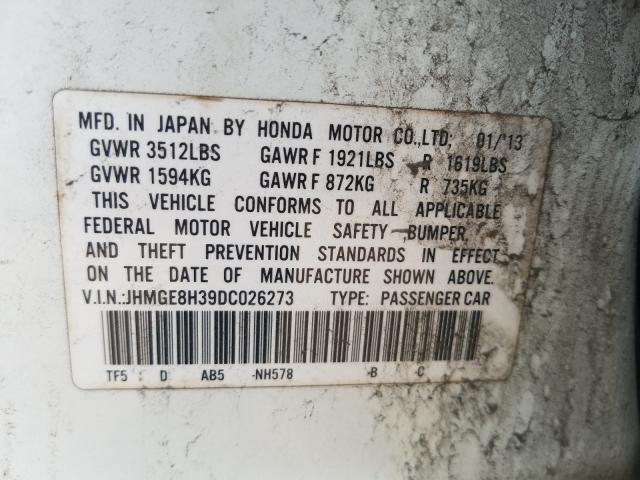 MFD. IN JAPAN BY HONDA MOTOR CO.,LTD; 01/'13
GVWR 3512LBS GAWR F 1921LBS R 1619LBS
GVWR 1594KG GAWR F 872KG R 735KG
THIS VEHICLE CONFORMS TO ALL APPLICABLE
FEDERAL MOTOR VEHICLE SAFETY ,BUMPER,
AND THEFT PREVENTION STANDARDS IN EFFECT
ON THE DATE OF MANUFACTURE SHOWN ABOVE.
V.I.N.:JHMGE8H39DC026273 TYPE: PASSENGER CAR
TF5 D AB5 -NH578 -B C